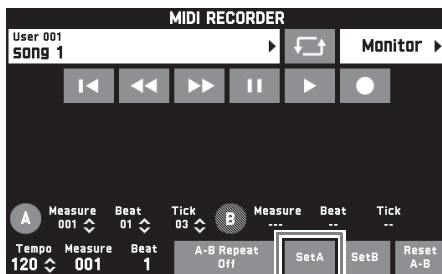 MIDI RECORDER
User 001
song 1
Monitor
A
Measure Beat Tick
001 01 03
B
Measure Beat Tick
--- -- --
Tempo Measure Beat
120 001 1
A-B Repeat
Off
SetA
SetB
Reset
A-B